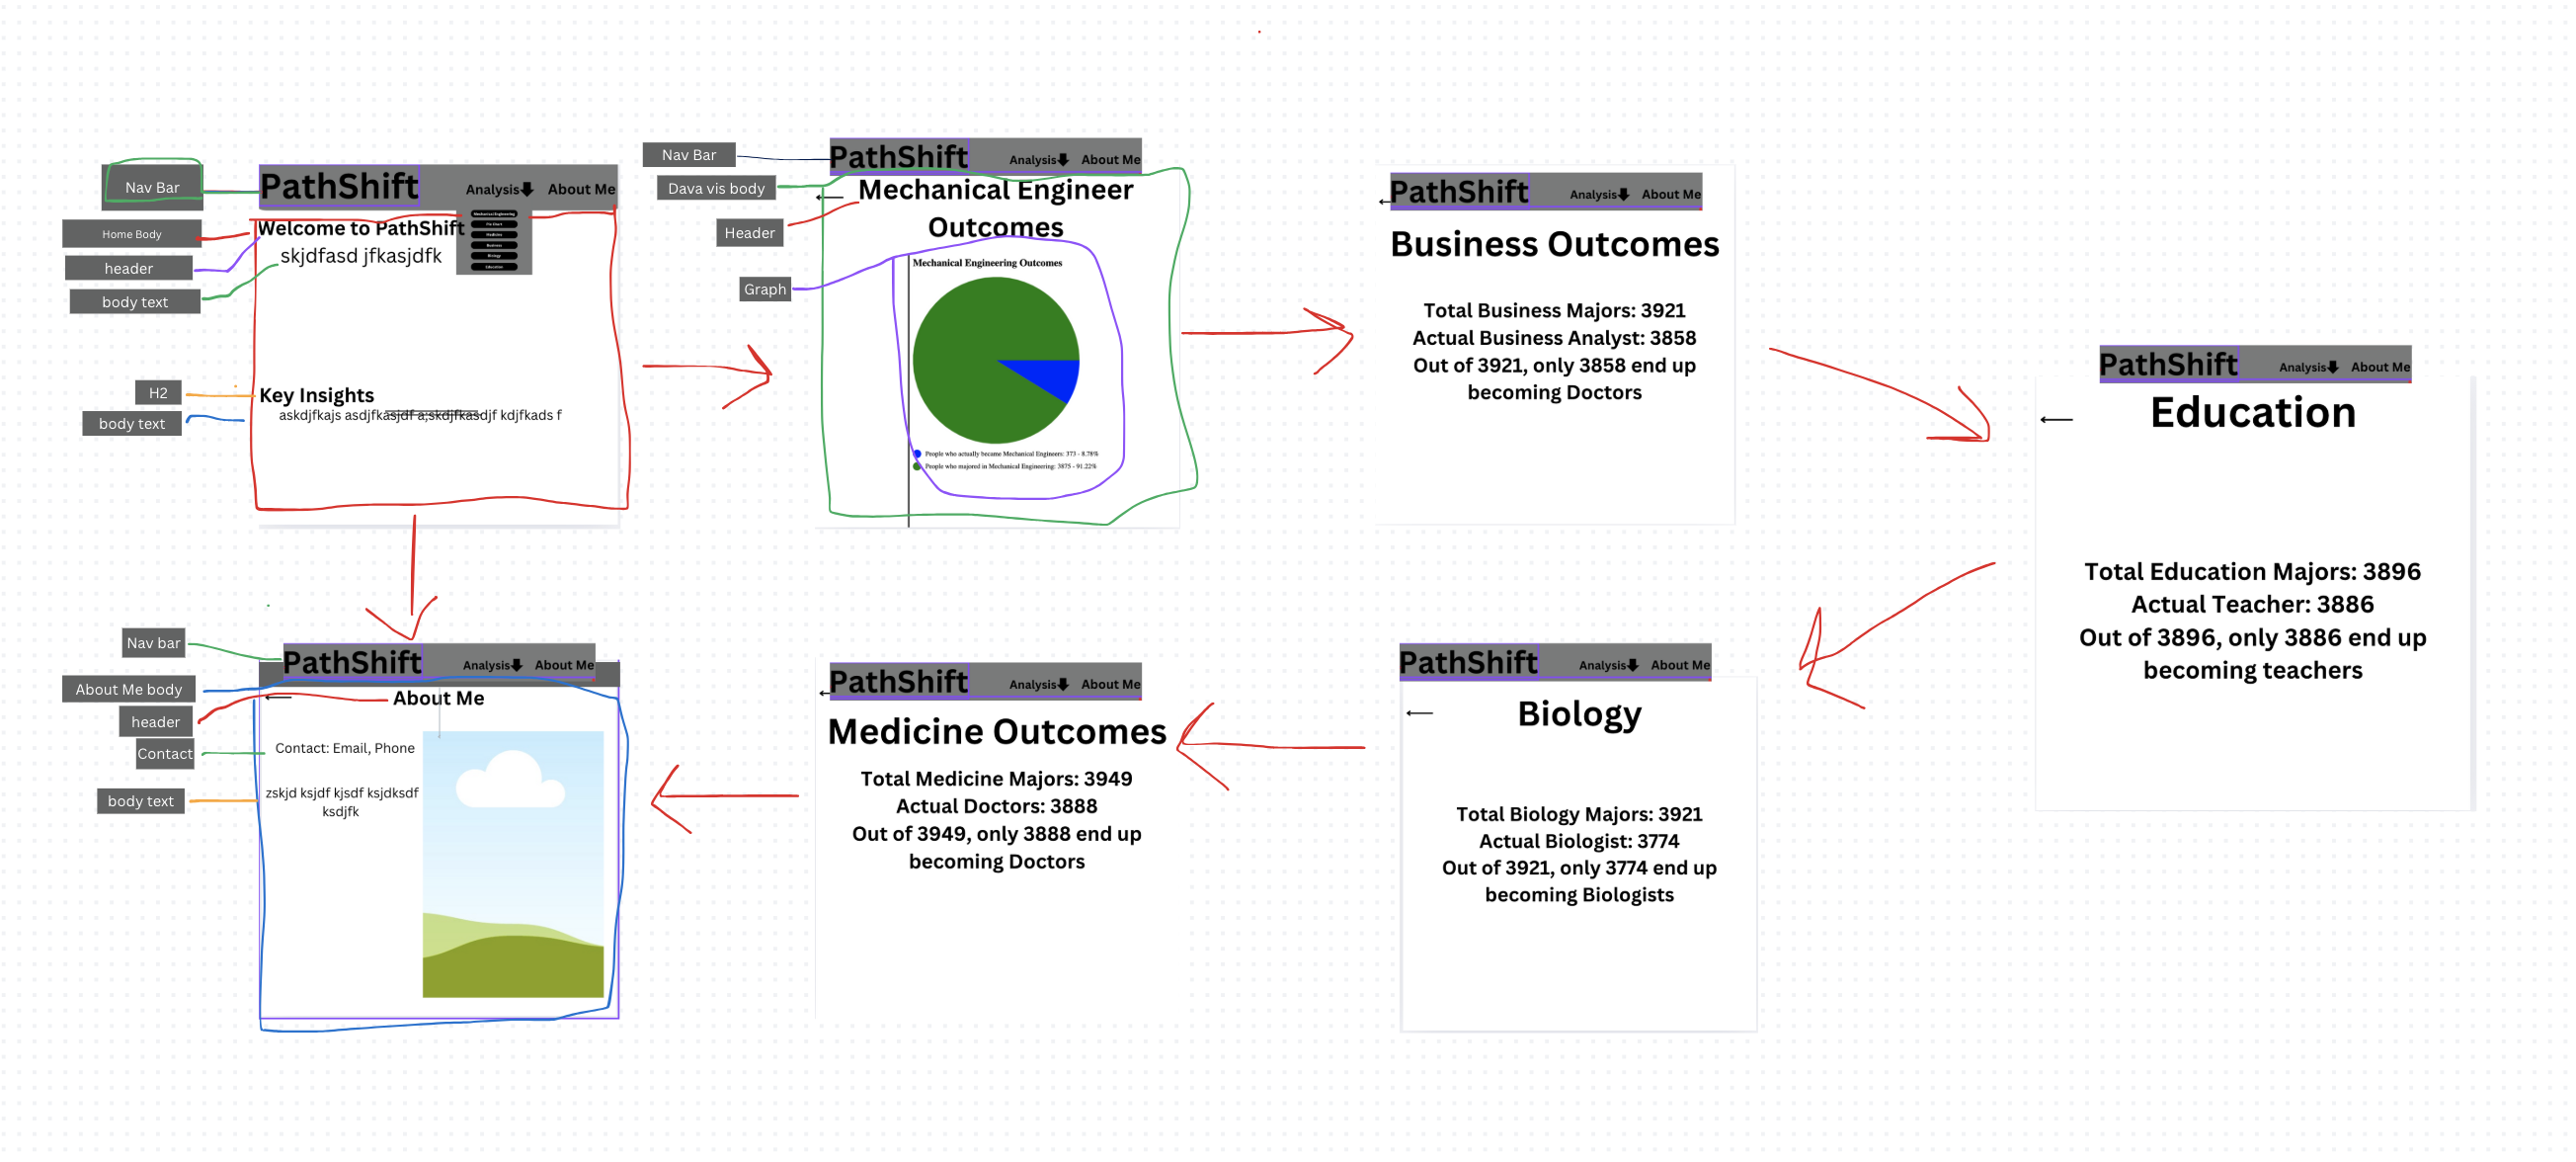 Nav Bar
Home Body
header
body text
H2
body text
PathShift
Analysis
About Me
Mechanical Engineering
Pie Chart
Medicine
Business
Biology
Education
Welcome to PathShift
skjdfasd jfkasjdfk
Key Insights
askdjfkajs asdjfkasjdf a;skdjfkasdjf kdjfkads f
Nav Bar
Dava vis body
Header
Graph
PathShift
Analysis
About Me
Mechanical Engineer
Outcomes
Mechanical Engineering Outcomes
People who actually became Mechanical Engineers: 373 - 8.78%
People who majored in Mechanical Engineering: 3875 - 91.22%
PathShift
Analysis
About Me
Business Outcomes
Total Business Majors: 3921
Actual Business Analyst: 3858
Out of 3921, only 3858 end up
becoming Doctors
PathShift
Analysis
About Me
Education
Total Education Majors: 3896
Actual Teacher: 3886
Out of 3896, only 3886 end up
becoming teachers
Nav bar
About Me body
header
Contact
body text
PathShift
Analysis
About Me
About Me
Contact: Email, Phone
zskjd ksjdf kjsdf ksjdksdf
ksdjfk
PathShift
Analysis
About Me
Medicine Outcomes
Total Medicine Majors: 3949
Actual Doctors: 3888
Out of 3949, only 3888 end up
becoming Doctors
PathShift
Analysis
About Me
Biology
Total Biology Majors: 3921
Actual Biologist: 3774
Out of 3921, only 3774 end up
becoming Biologists